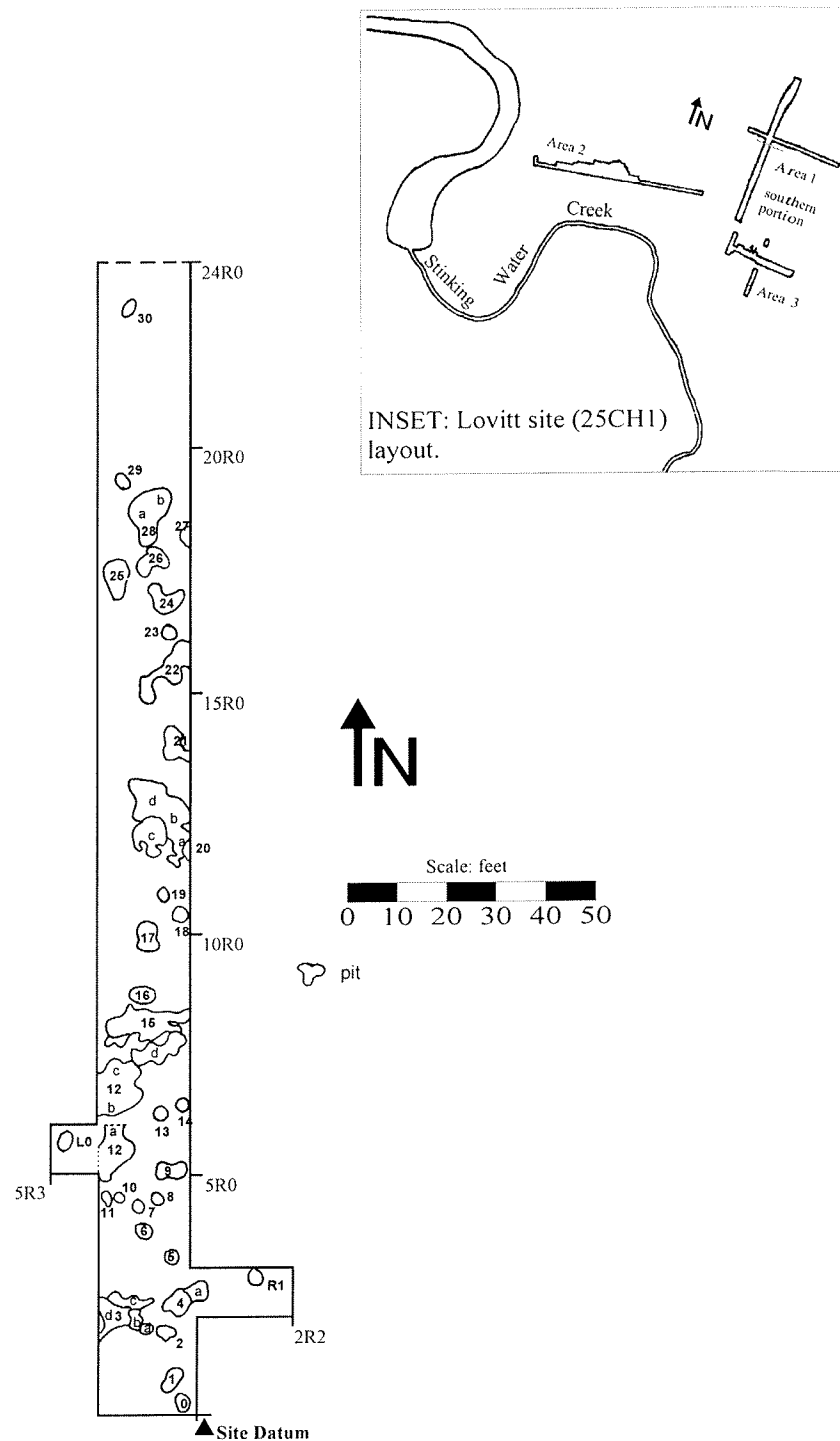 N
Area 2
Area 1
southern
portion
Creek
Water
Stinking
Area 3
INSET: Lovitt site (25CH1)
layout.
24R0
30
20R0
29
b
a
28
27
26
25
24
23
22
15R0
21
d
b
c
a
20
19
18
17
10R0
16
15
d
c
12
b
14
13
a
L0
12
9
5R0
5R3
10
11
8
7
6
5
R1
a
c
4
d 3
b
a
2
2R2
1
0
Site Datum
N
Scale: feet
0 10 20 30 40 50
pit